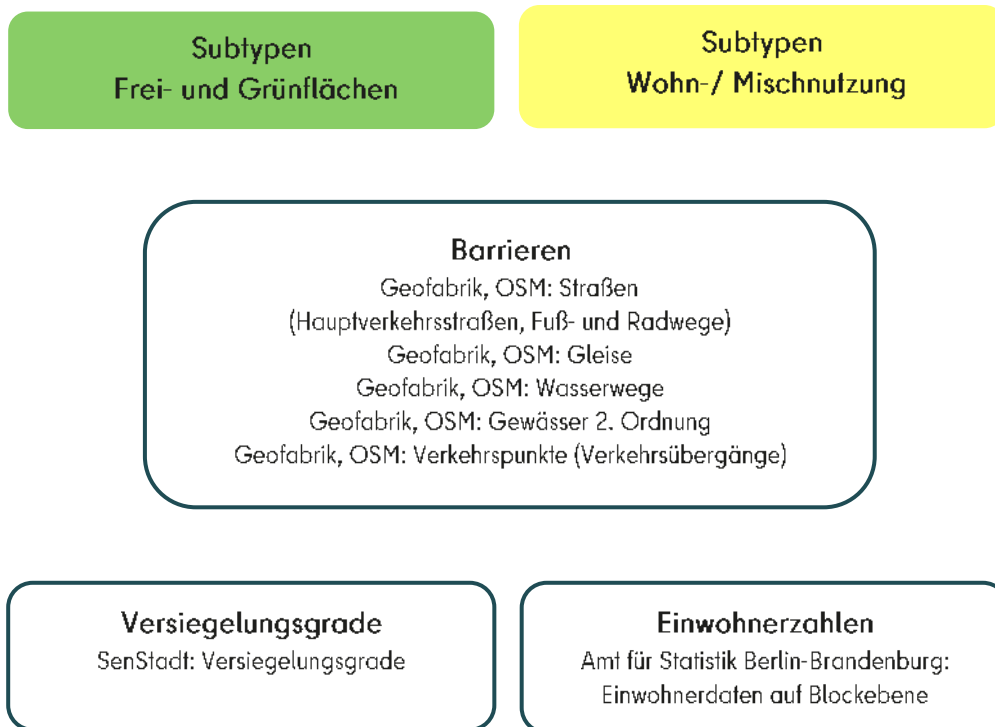 Subtypen
Frei- und Grünflächen
Subtypen
Wohn-/ Mischnutzung
Barrieren
Geofabrik, OSM: Straßen
(Hauptverkehrsstraßen, Fuß- und Radwege)
Geofabrik, OSM: Gleise
Geofabrik, OSM: Wasserwege
Geofabrik, OSM: Gewässer 2. Ordnung
Geofabrik, OSM: Verkehrspunkte (Verkehrsübergänge)
Versiegelungsgrade
SenStadt: Versiegelungsgrade
Einwohnerzahlen
Amt für Statistik Berlin-Brandenburg:
Einwohnerdaten auf Blockebene